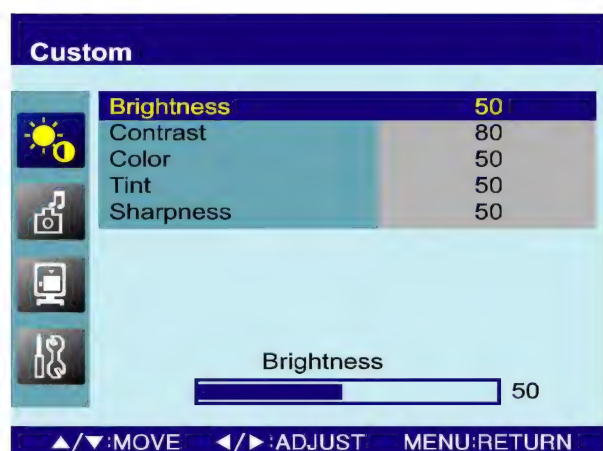 Custom
Brightness 50
Contrast 80
Color 50
Tint 50
Sharpness 50
Brightness
50
▲/▼:MOVE ◀/▶:ADJUST MENU:RETURN